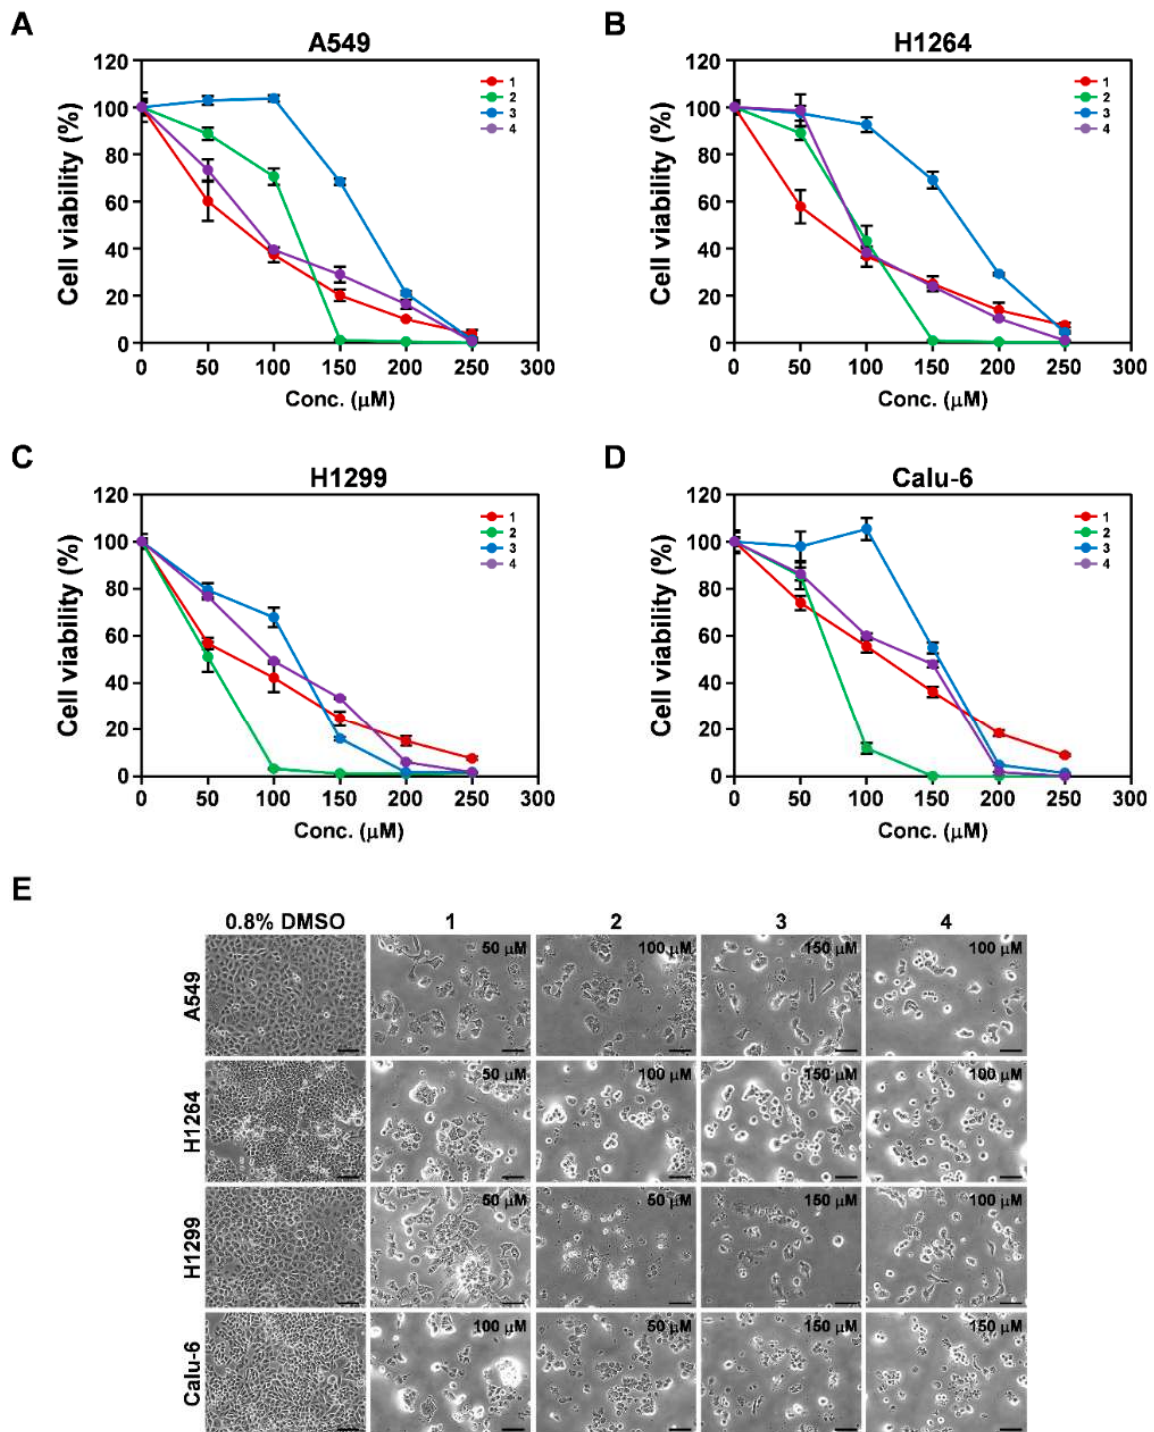 A
A549
120
100
80
60
40
20
0
Cell viability (%)
0 50 100 150 200 250 300
Conc. (μM)
1
2
3
4
B
H1264
120
100
80
60
40
20
0
Cell viability (%)
0 50 100 150 200 250 300
Conc. (μM)
1
2
3
4
C
H1299
120
100
80
60
40
20
0
Cell viability (%)
0 50 100 150 200 250 300
Conc. (μM)
1
2
3
4
D
Calu-6
120
100
80
60
40
20
0
Cell viability (%)
0 50 100 150 200 250 300
Conc. (μM)
1
2
3
4
E
0.8% DMSO 1 2 3 4
A549 50 μM 100 μM 150 μM 100 μM
H1264 50 μM 100 μM 150 μM 100 μM
H1299 50 μM 50 μM 150 μM 100 μM
Calu-6 100 μM 50 μM 150 μM 150 μM